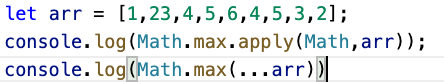 let arr = [1,23,4,5,6,4,5,3,2];
console.log(Math.max.apply(Math,arr));
console.log(Math.max(...arr))